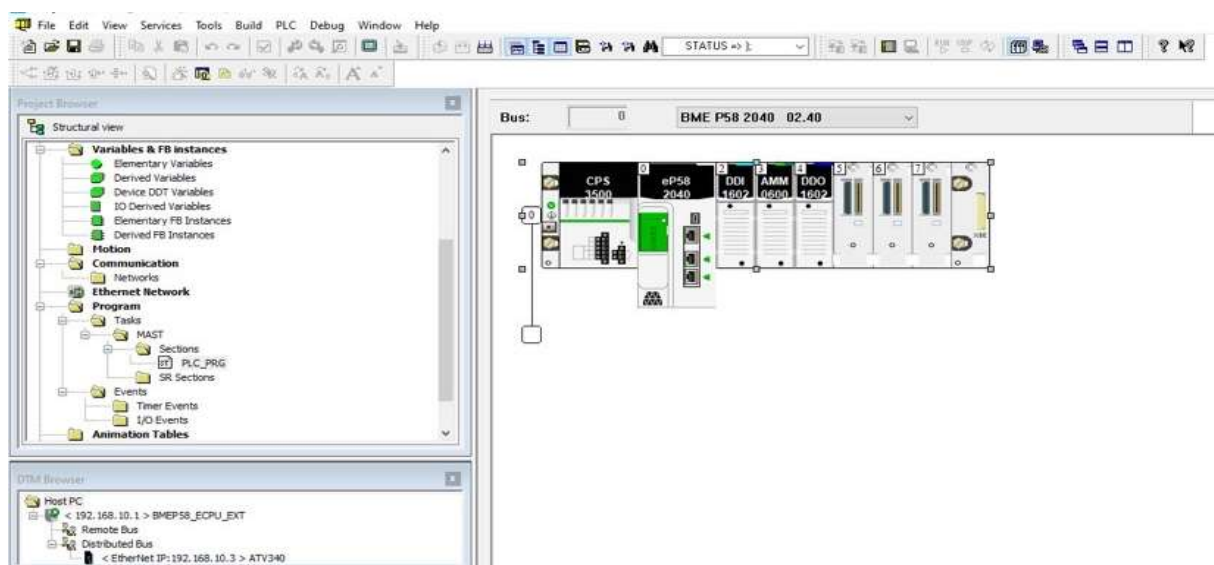 File Edit View Services Tools Build PLC Debug Window Help
STATUS => };
Project Browser
Structural view
Variables & FB instances
Elementary Variables
Derived Variables
Device DDT Variables
IO Derived Variables
Elementary FB Instances
Derived FB Instances
Motion
Communication
Networks
Ethernet Network
Program
Tasks
MAST
Sections
ST PLC_PRG
SR Sections
Events
Timer Events
I/O Events
Animation Tables
Bus: 0 BME P58 2040 02.40
0 2 3 4 5 6 7
CPS eP58 DDI AMM DDO
3500 2040 1602 0600 1602
0
XBE
DTM Browser
Host PC
< 192.168.10.1 > BMEP58_ECPU_EXT
Remote Bus
Distributed Bus
< EtherNet IP:192.168.10.3 > ATV340